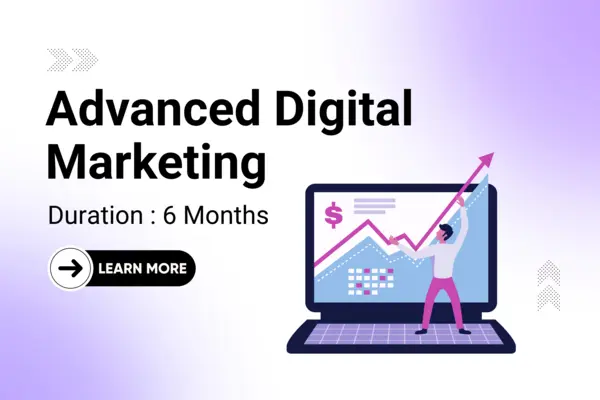 Advanced Digital
Marketing
Duration : 6 Months
LEARN MORE
$